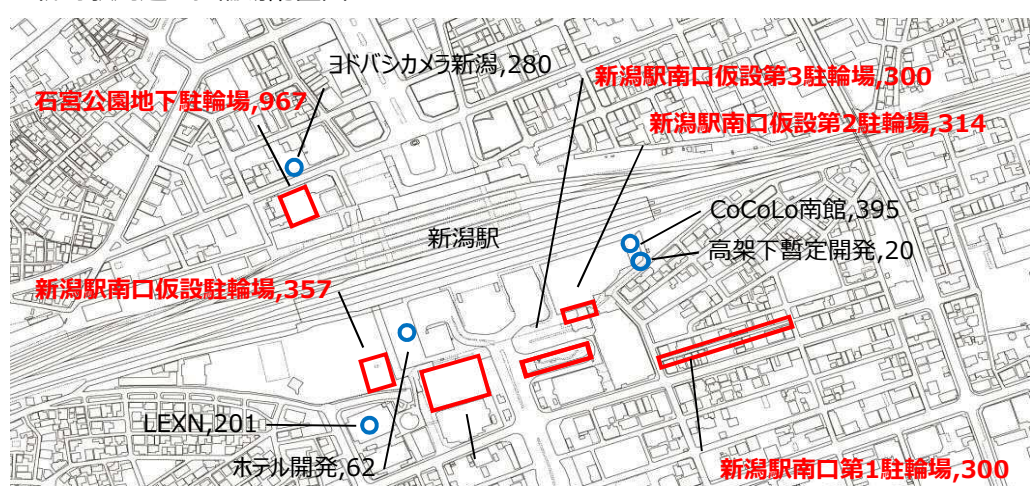 ヨドバシカメラ新潟,280
新潟駅南口仮設第3駐輪場,300
石宮公園地下駐輪場,967
新潟駅南口仮設第2駐輪場,314
CoCoLo南館,395
新潟駅
高架下暫定開発,20
新潟駅南口仮設駐輪場,357
LEXN,201
ホテル開発,62
新潟駅南口第1駐輪場,300